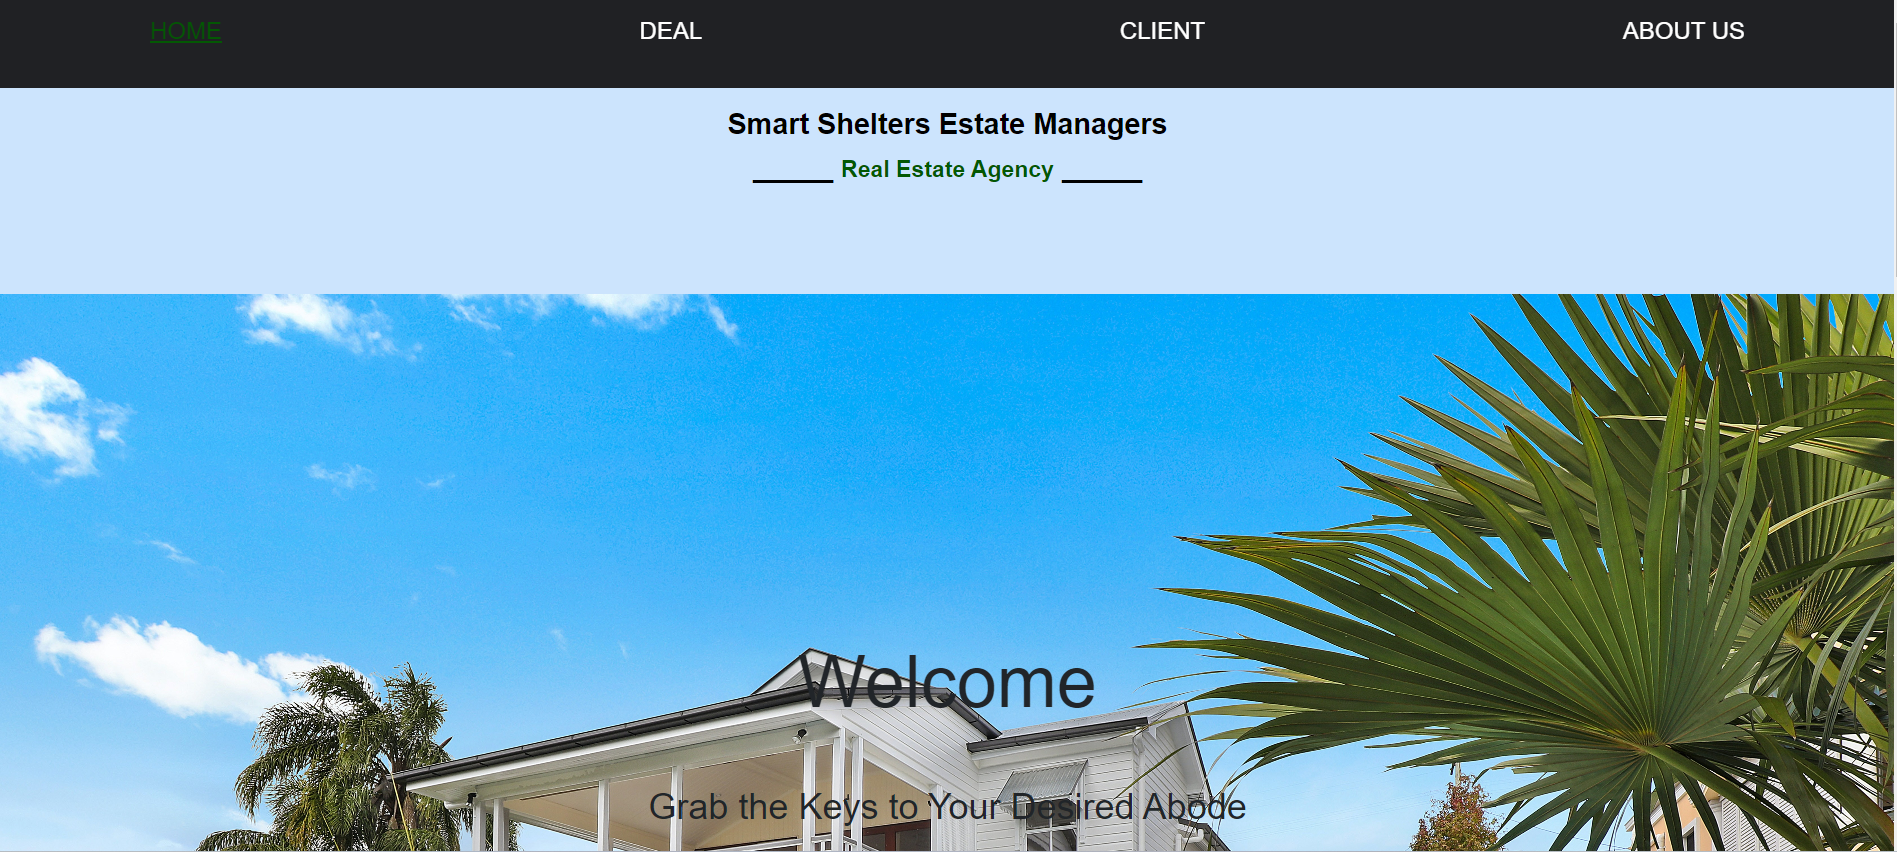 HOME DEAL CLIENT ABOUT US
Smart Shelters Estate Managers
Real Estate Agency
Welcome
Grab the Keys to Your Desired Abode